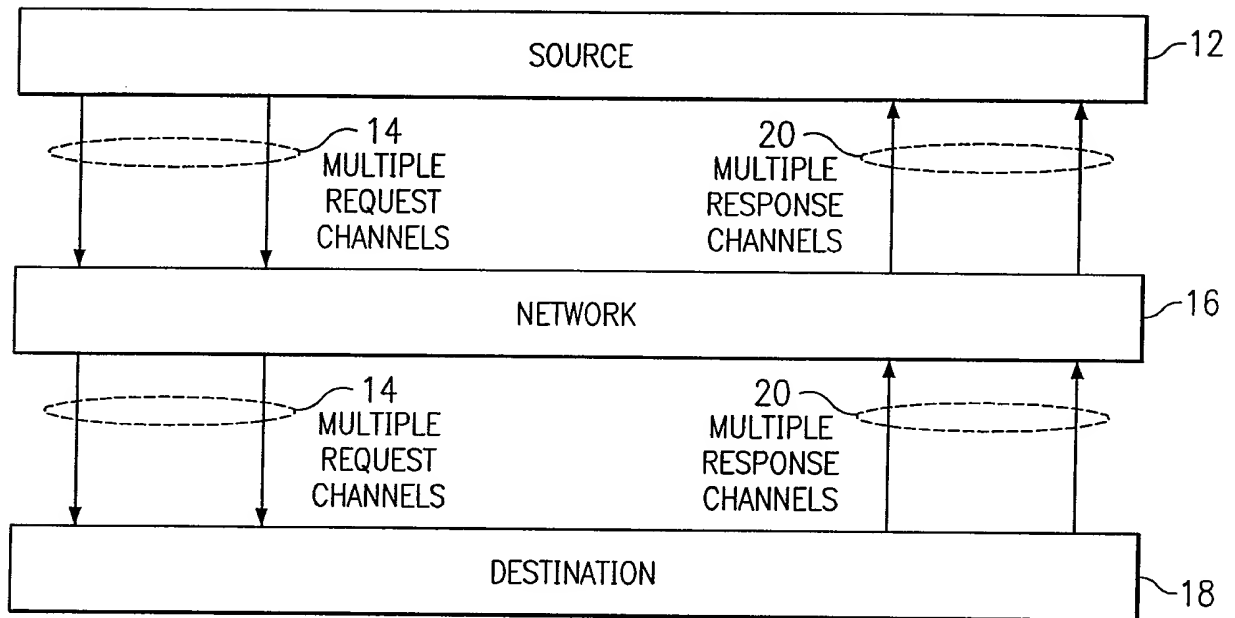 SOURCE
12
14
MULTIPLE
REQUEST
CHANNELS
20
MULTIPLE
RESPONSE
CHANNELS
NETWORK
16
14
MULTIPLE
REQUEST
CHANNELS
20
MULTIPLE
RESPONSE
CHANNELS
DESTINATION
18